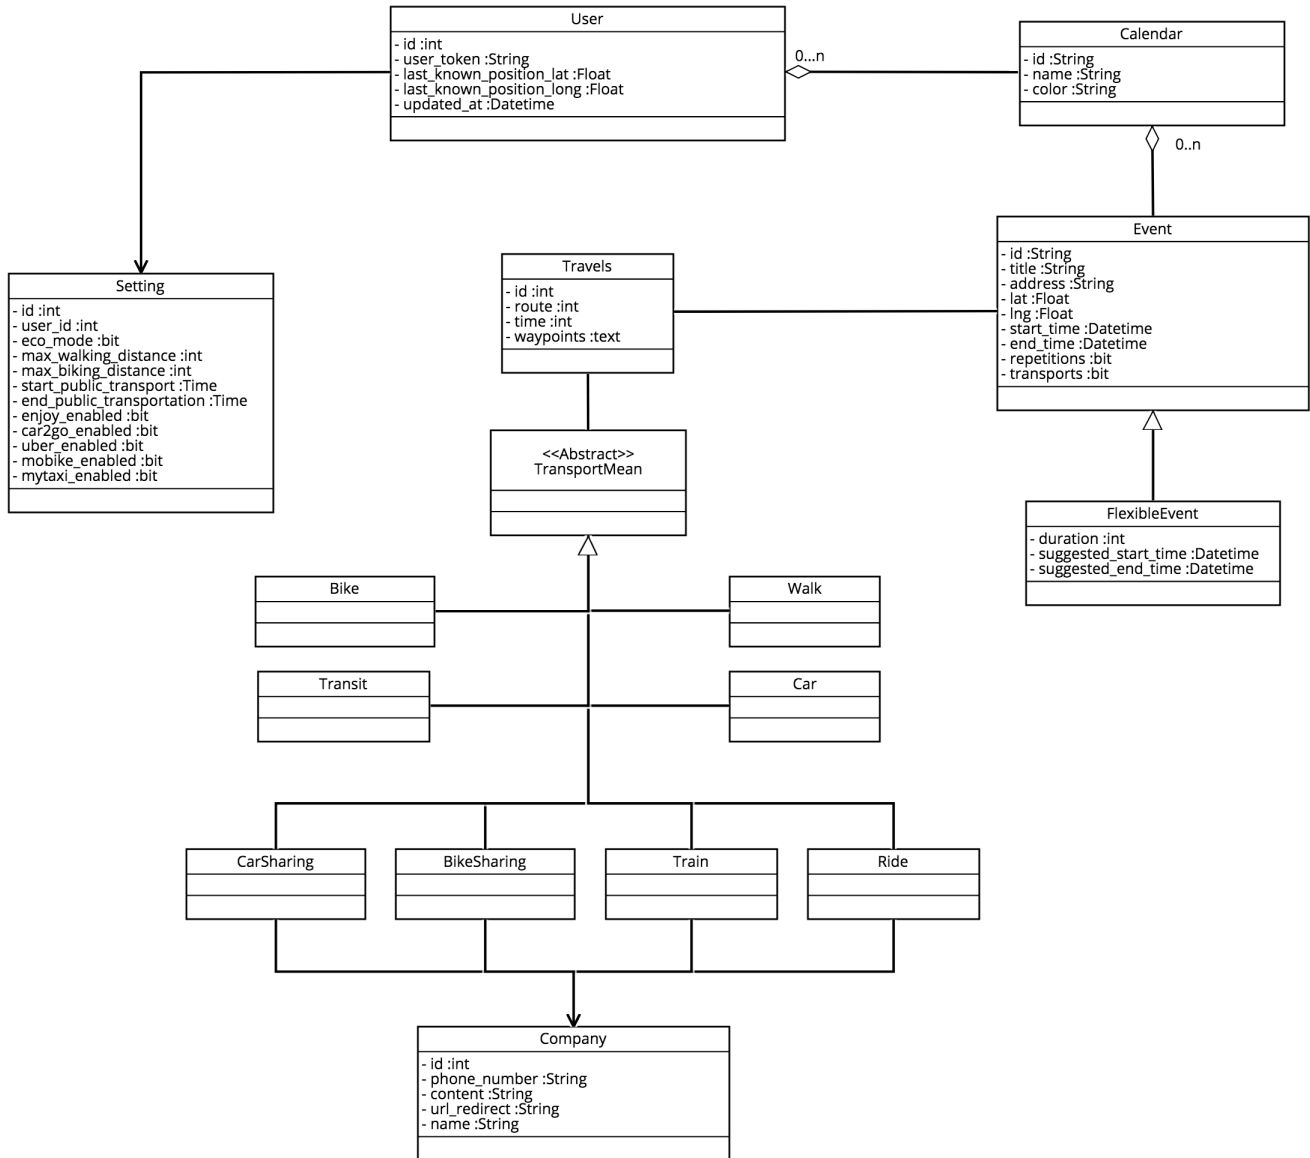 User
- id :int
- user_token :String
- last_known_position_lat :Float
- last_known_position_long :Float
- updated_at :Datetime
0...n
Calendar
- id :String
- name :String
- color :String
0..n
Event
- id :String
- title :String
- address :String
- lat :Float
- lng :Float
- start_time :Datetime
- end_time :Datetime
- repetitions :bit
- transports :bit
Setting
- id :int
- user_id :int
- eco_mode :bit
- max_walking_distance :int
- max_biking_distance :int
- start_public_transport :Time
- end_public_transportation :Time
- enjoy_enabled :bit
- car2go_enabled :bit
- uber_enabled :bit
- mobike_enabled :bit
- mytaxi_enabled :bit
Travels
- id :int
- route :int
- time :int
- waypoints :text
<<Abstract>>
TransportMean
FlexibleEvent
- duration :int
- suggested_start_time :Datetime
- suggested_end_time :Datetime
Bike
Walk
Transit
Car
CarSharing
BikeSharing
Train
Ride
Company
- id :int
- phone_number :String
- content :String
- url_redirect :String
- name :String